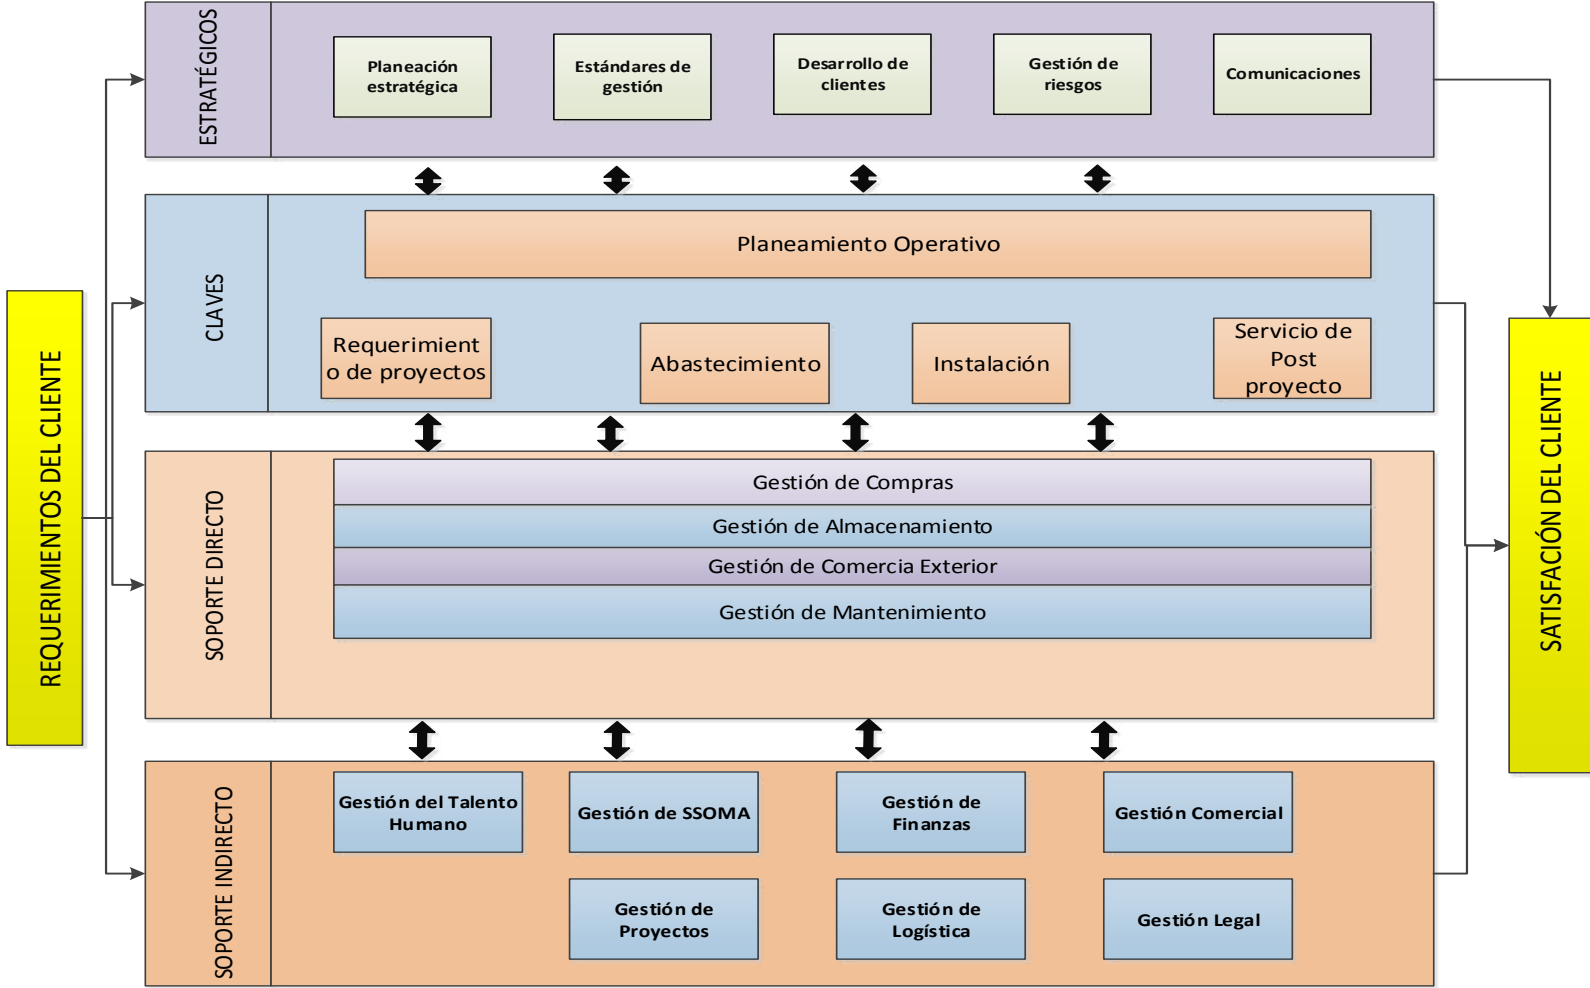 REQUERIMIENTOS DEL CLIENTE
ESTRATÉGICOS
Planeación
estratégica
Estándares de
gestión
Desarrollo de
clientes
Gestión de
riesgos
Comunicaciones
CLAVES
Planeamiento Operativo
Requerimient
o de proyectos
Abastecimiento
Instalación
Servicio de
Post
proyecto
SOPORTE DIRECTO
Gestión de Compras
Gestión de Almacenamiento
Gestión de Comercia Exterior
Gestión de Mantenimiento
SOPORTE INDIRECTO
Gestión del Talento
Humano
Gestión de SSOMA
Gestión de
Finanzas
Gestión Comercial
Gestión de
Proyectos
Gestión de
Logística
Gestión Legal
SATISFACIÓN DEL CLIENTE